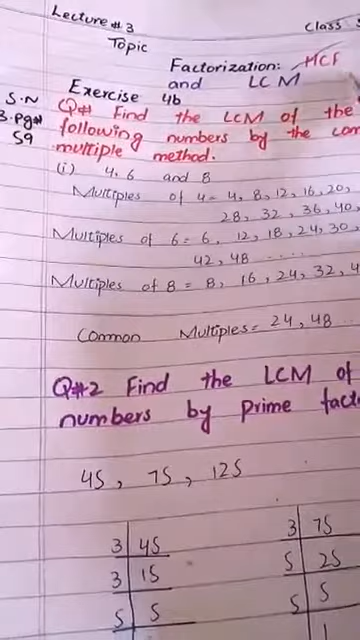 Lecture # 3
Class
Topic
Factorization: HCF
and LCM
Exercise 4b
S.N
B.Pg#
59
Q#1 Find the LCM of the
following numbers by the com
multiple method.
(i) 4, 6 and 8
Multiples of 4 = 4, 8, 12, 16, 20,
28, 32, 36, 40,
Multiples of 6 = 6, 12, 18, 24, 30,
42, 48 .....
Multiples of 8 = 8, 16, 24, 32, 4
Common Multiples = 24, 48 ...
Q#2 Find the LCM of
numbers by prime fact
45, 75, 125
3 45
3 15
5 5
3 75
5 25
5 5
1